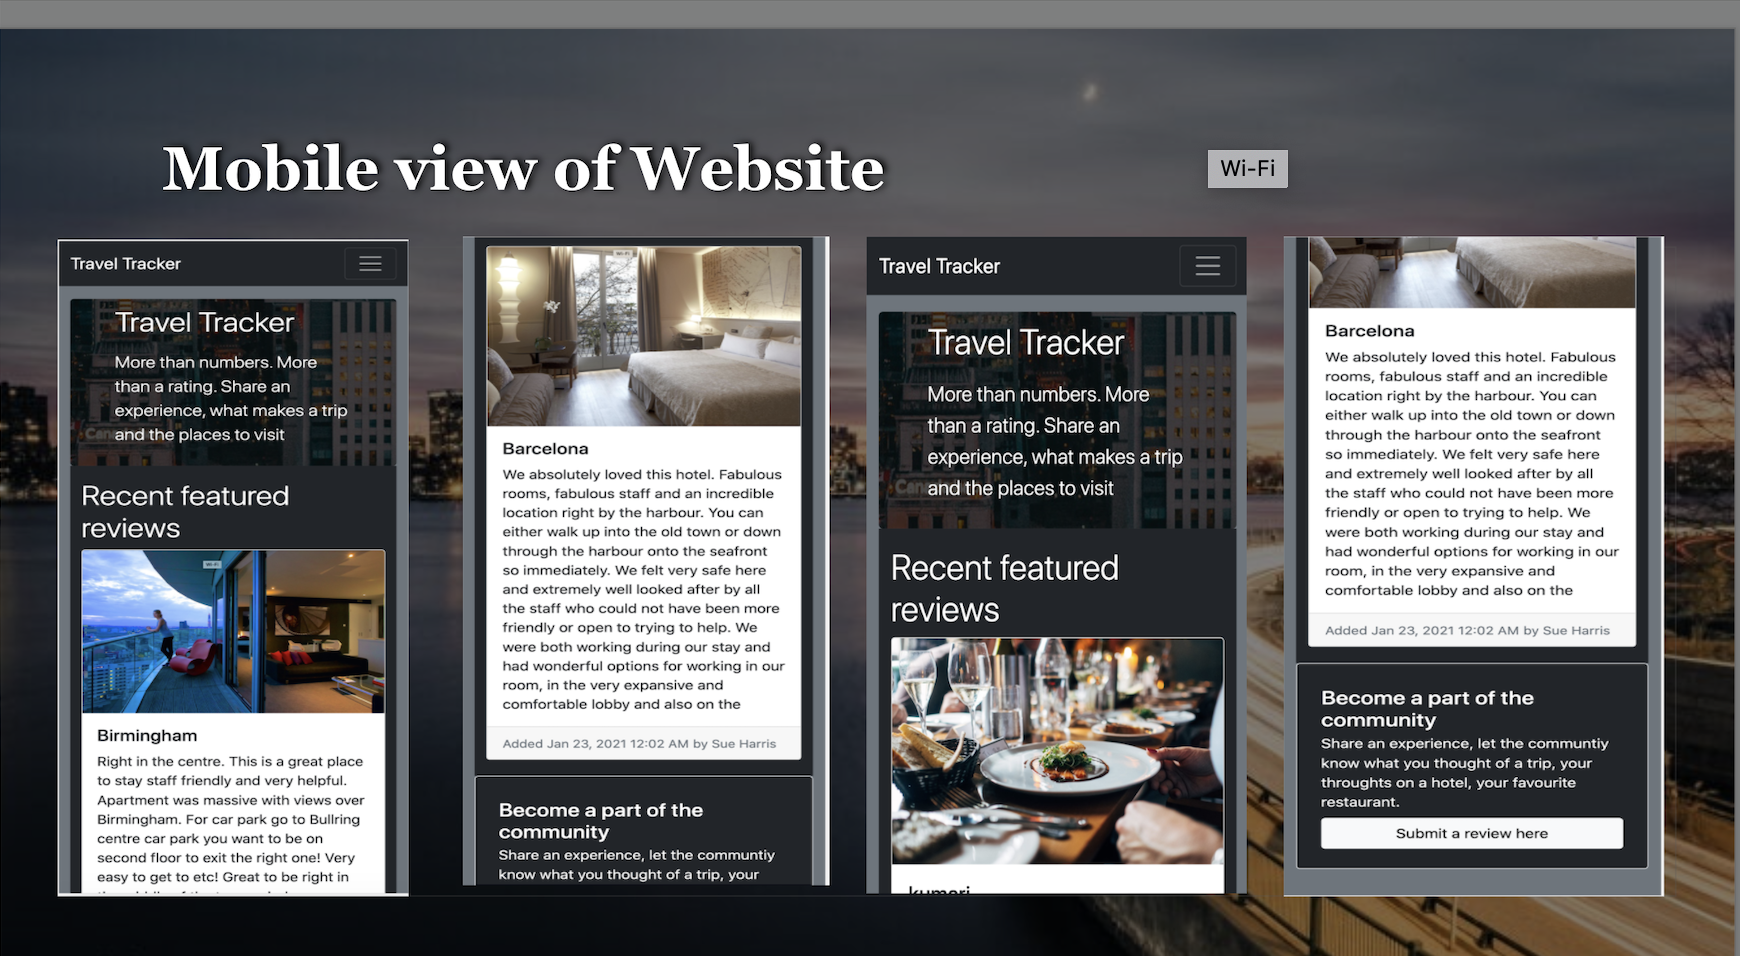 Mobile view of Website
Wi-Fi
Travel Tracker
Travel Tracker
More than numbers. More
than a rating. Share an
experience, what makes a trip
and the places to visit
Recent featured
reviews
Wi-Fi
Birmingham
Right in the centre. This is a great place
to stay staff friendly and very helpful.
Apartment was massive with views over
Birmingham. For car park go to Bullring
centre car park you want to be on
second floor to exit the right one! Very
easy to get to etc! Great to be right in
Barcelona
We absolutely loved this hotel. Fabulous
rooms, fabulous staff and an incredible
location right by the harbour. You can
either walk up into the old town or down
through the harbour onto the seafront
so immediately. We felt very safe here
and extremely well looked after by all
the staff who could not have been more
friendly or open to trying to help. We
were both working during our stay and
had wonderful options for working in our
room, in the very expansive and
comfortable lobby and also on the
Added Jan 23, 2021 12:02 AM by Sue Harris
Become a part of the
community
Share an experience, let the communtiy
know what you thought of a trip, your
Travel Tracker
Travel Tracker
More than numbers. More
than a rating. Share an
experience, what makes a trip
and the places to visit
Recent featured
reviews
kumari
Barcelona
We absolutely loved this hotel. Fabulous
rooms, fabulous staff and an incredible
location right by the harbour. You can
either walk up into the old town or down
through the harbour onto the seafront
so immediately. We felt very safe here
and extremely well looked after by all
the staff who could not have been more
friendly or open to trying to help. We
were both working during our stay and
had wonderful options for working in our
room, in the very expansive and
comfortable lobby and also on the
Added Jan 23, 2021 12:02 AM by Sue Harris
Become a part of the
community
Share an experience, let the communtiy
know what you thought of a trip, your
throughts on a hotel, your favourite
restaurant.
Submit a review here